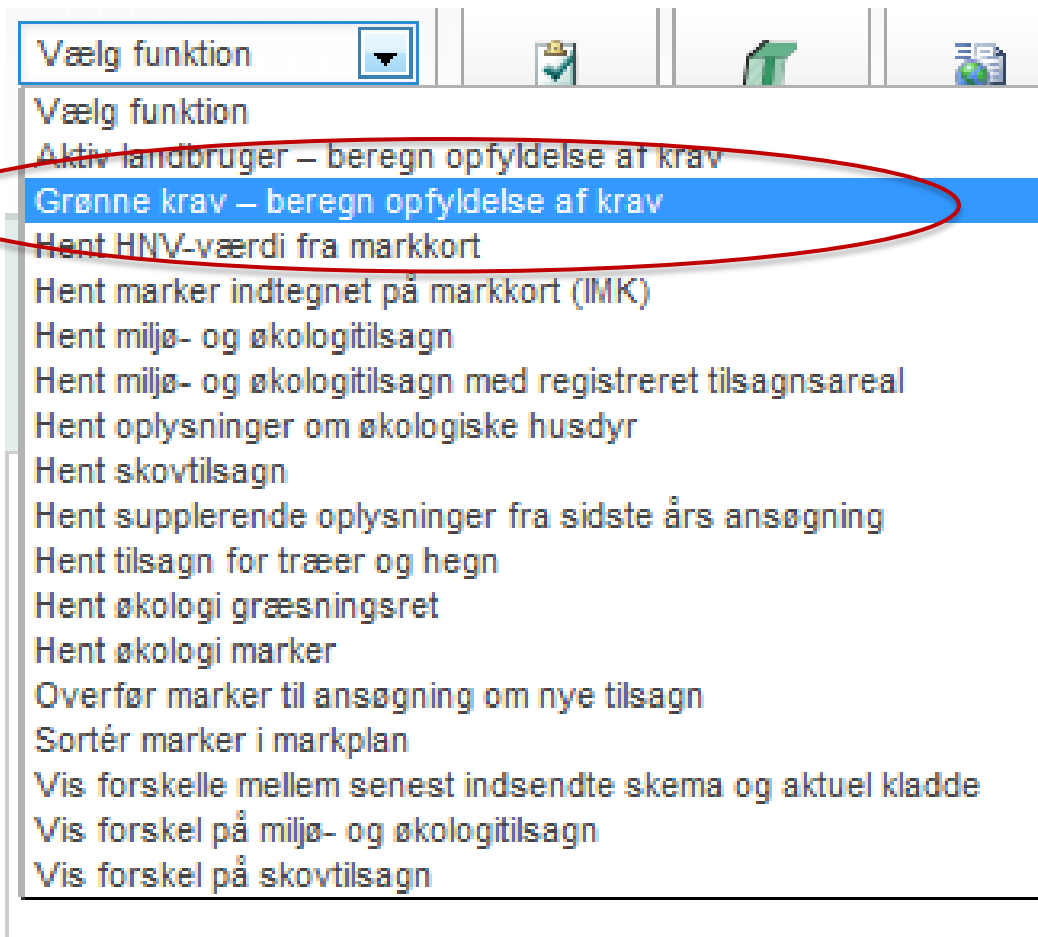 Vælg funktion
Vælg funktion
Aktiv landbruger – beregn opfyldelse af krav
Grønne krav – beregn opfyldelse af krav
Hent HNV-værdi fra markkort
Hent marker indtegnet på markkort (IMK)
Hent miljø- og økologitilsagn
Hent miljø- og økologitilsagn med registreret tilsagnsareal
Hent oplysninger om økologiske husdyr
Hent skovtilsagn
Hent supplerende oplysninger fra sidste års ansøgning
Hent tilsagn for træer og hegn
Hent økologi græsningsret
Hent økologi marker
Overfør marker til ansøgning om nye tilsagn
Sortér marker i markplan
Vis forskelle mellem senest indsendte skema og aktuel kladde
Vis forskel på miljø- og økologitilsagn
Vis forskel på skovtilsagn